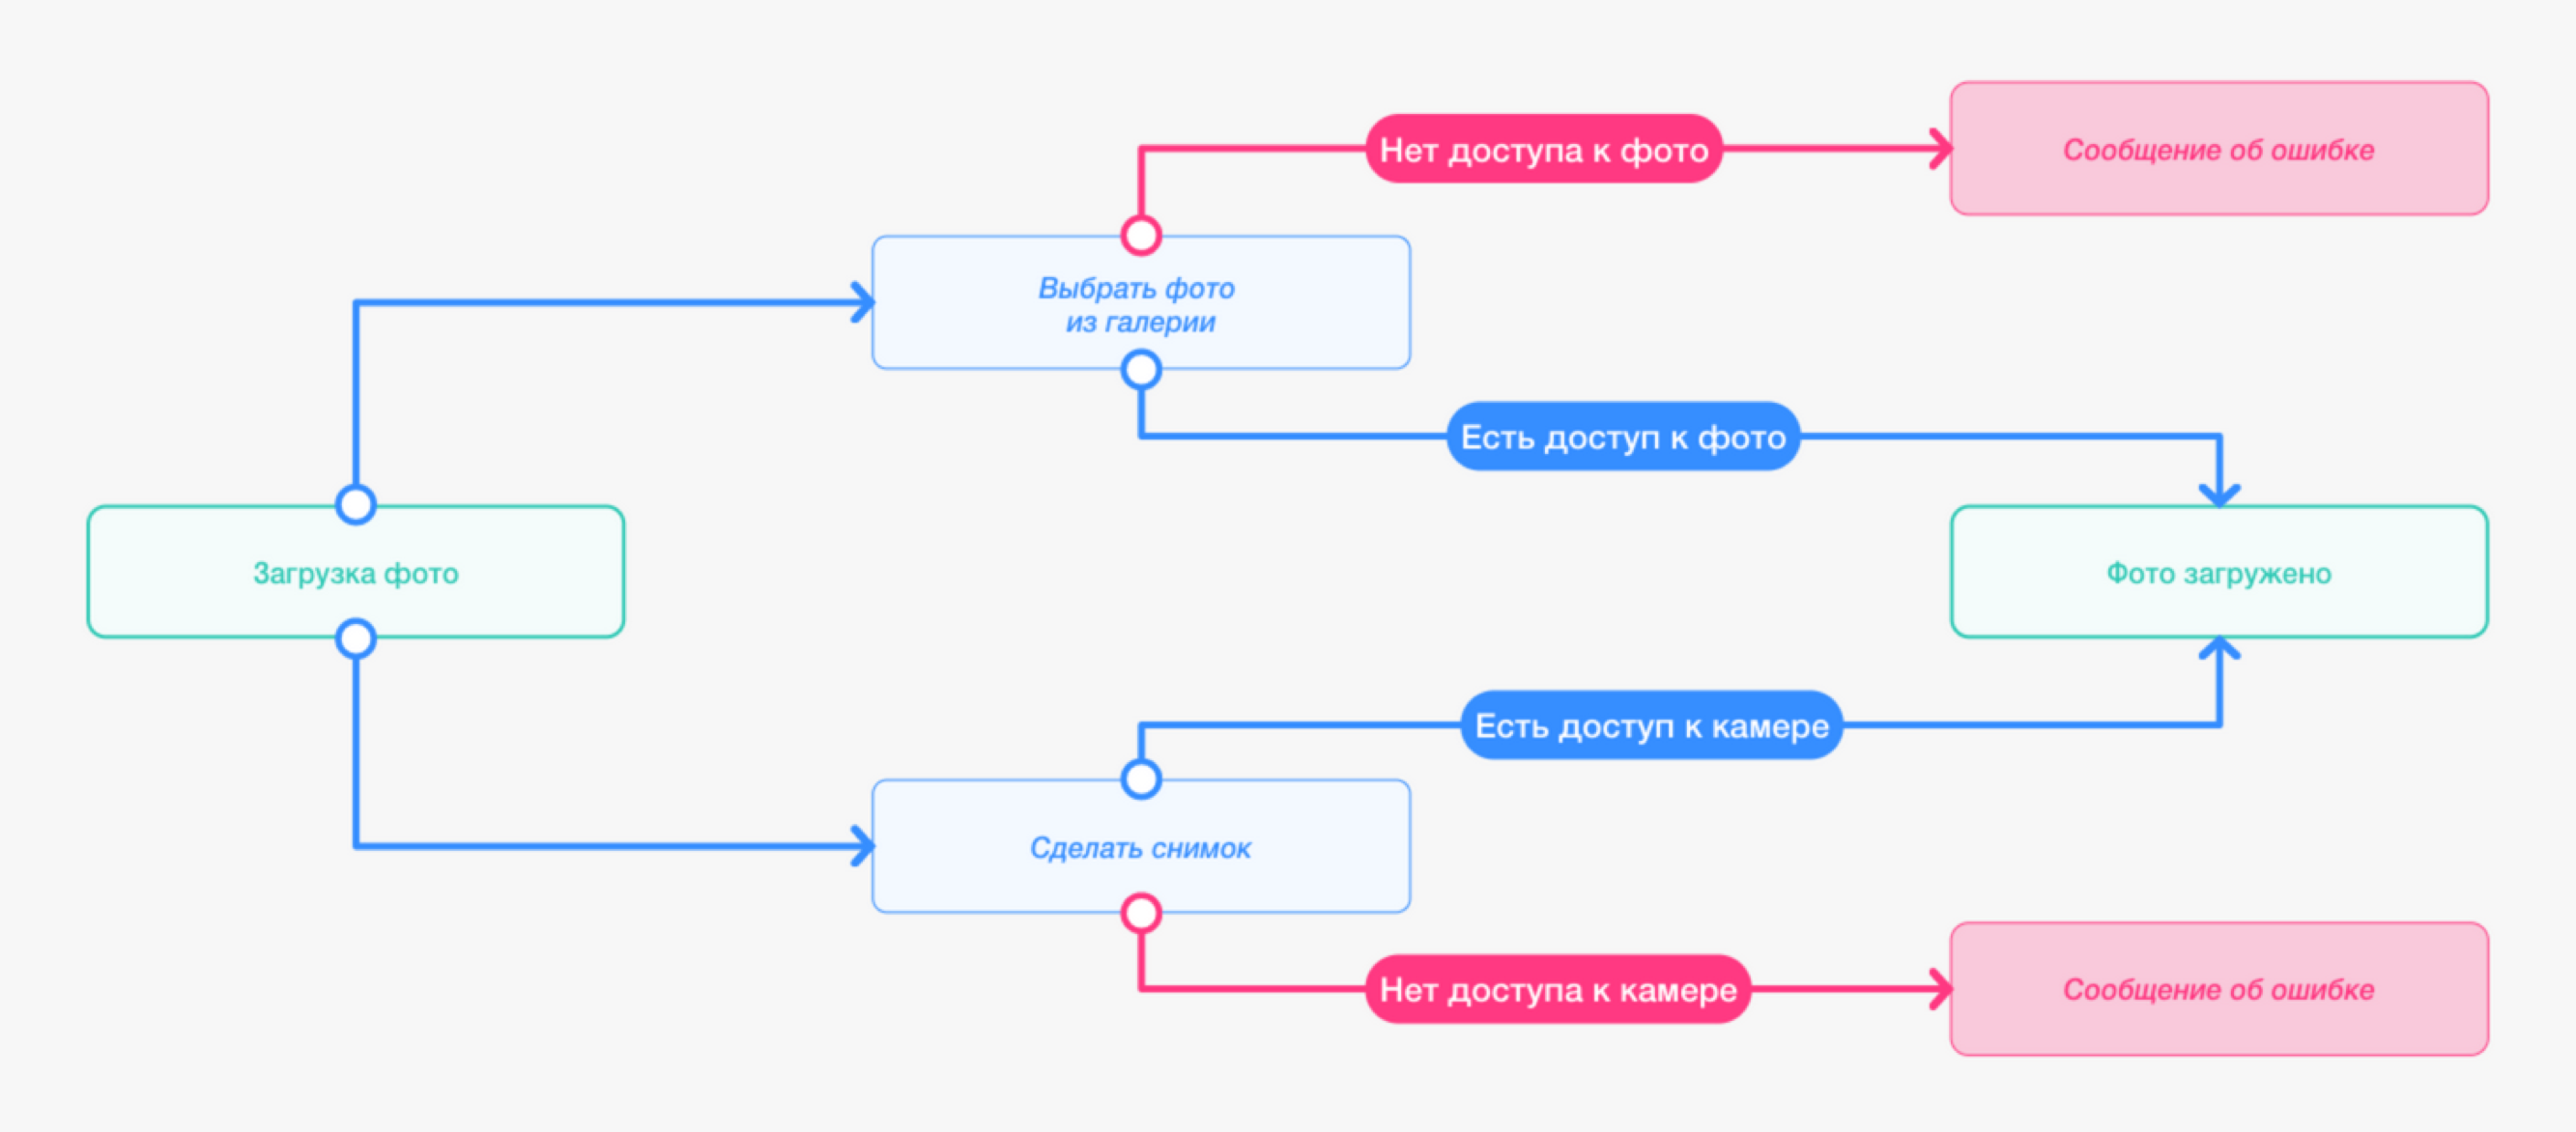 Нет доступа к фото
Сообщение об ошибке
Выбрать фото
из галерии
Есть доступ к фото
Загрузка фото
Фото загружено
Есть доступ к камере
Сделать снимок
Нет доступа к камере
Сообщение об ошибке